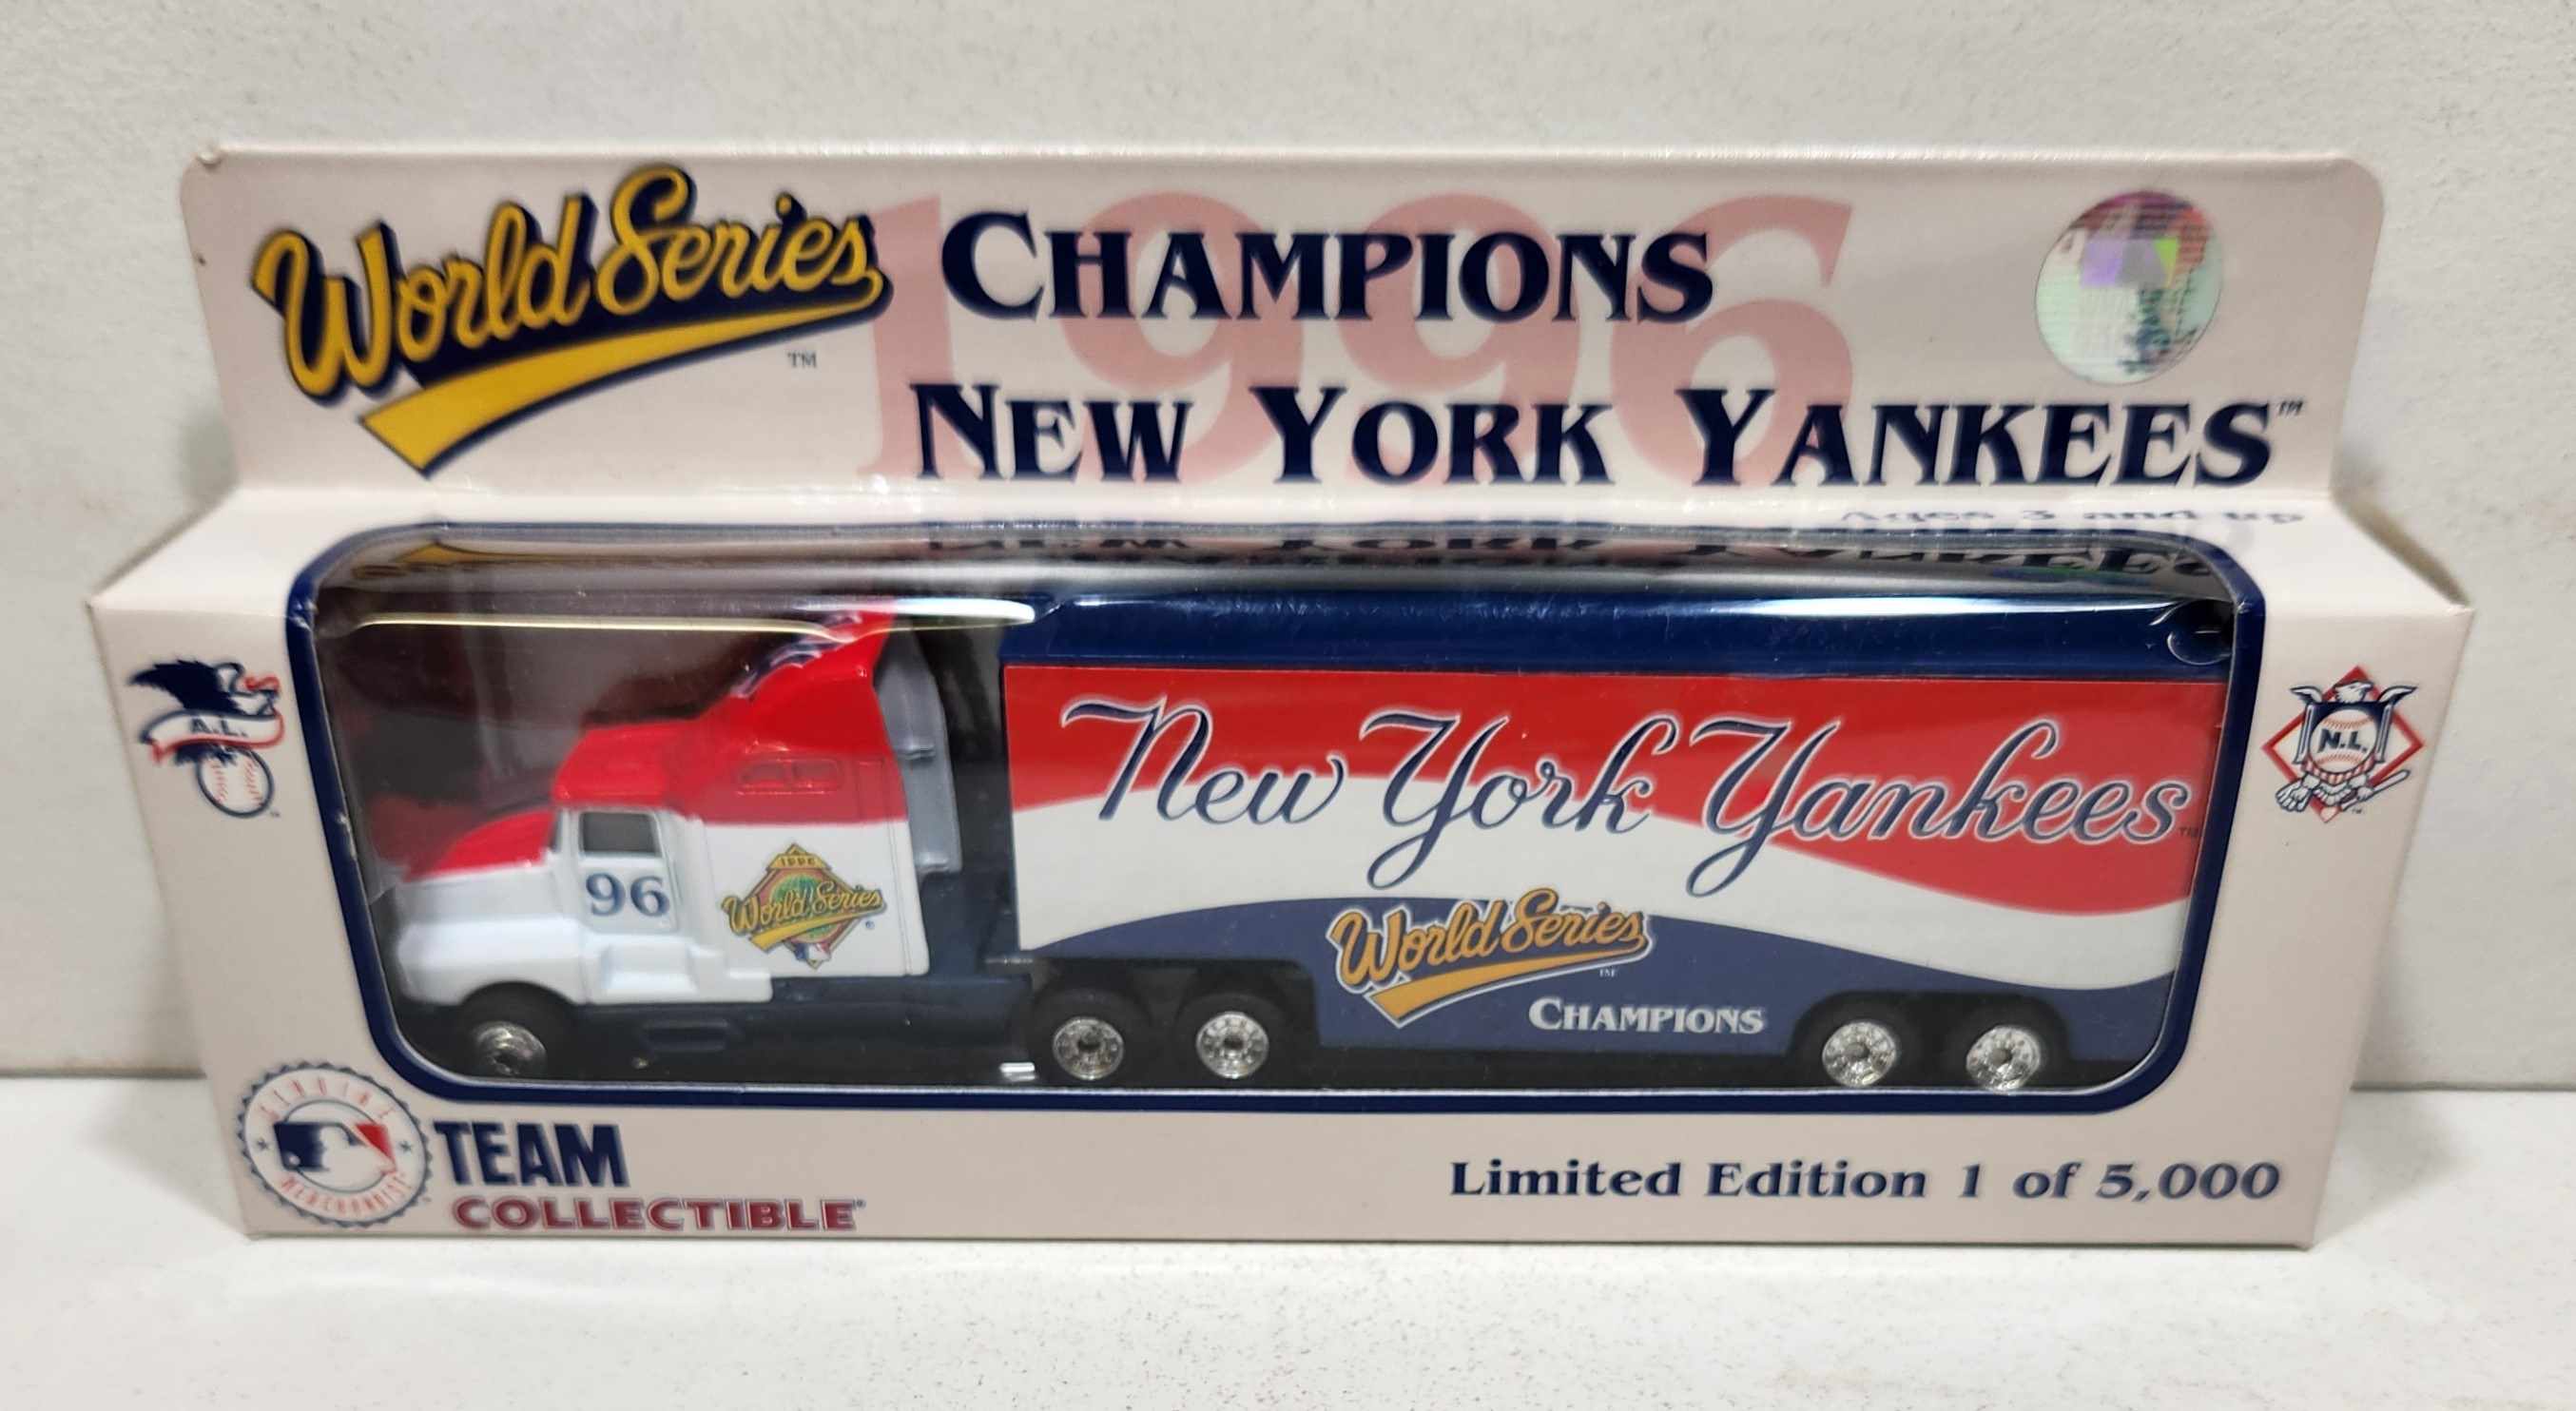 1996
World Series CHAMPIONS
TM
NEW YORK YANKEES™
Ages 3 and up
A.L.
N.L.
New York Yankees
TM
96
1996
World Series
®
World Series
TM
CHAMPIONS
GENUINE
MERCHANDISE
TEAM
COLLECTIBLE®
Limited Edition 1 of 5,000